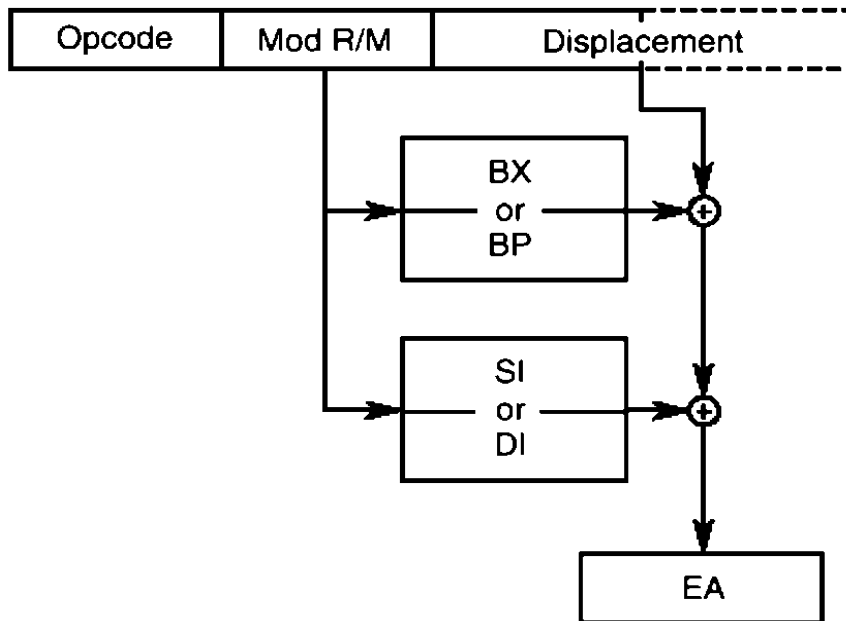 Opcode Mod R/M Displacement
BX
or
BP
+
SI
or
DI
+
EA